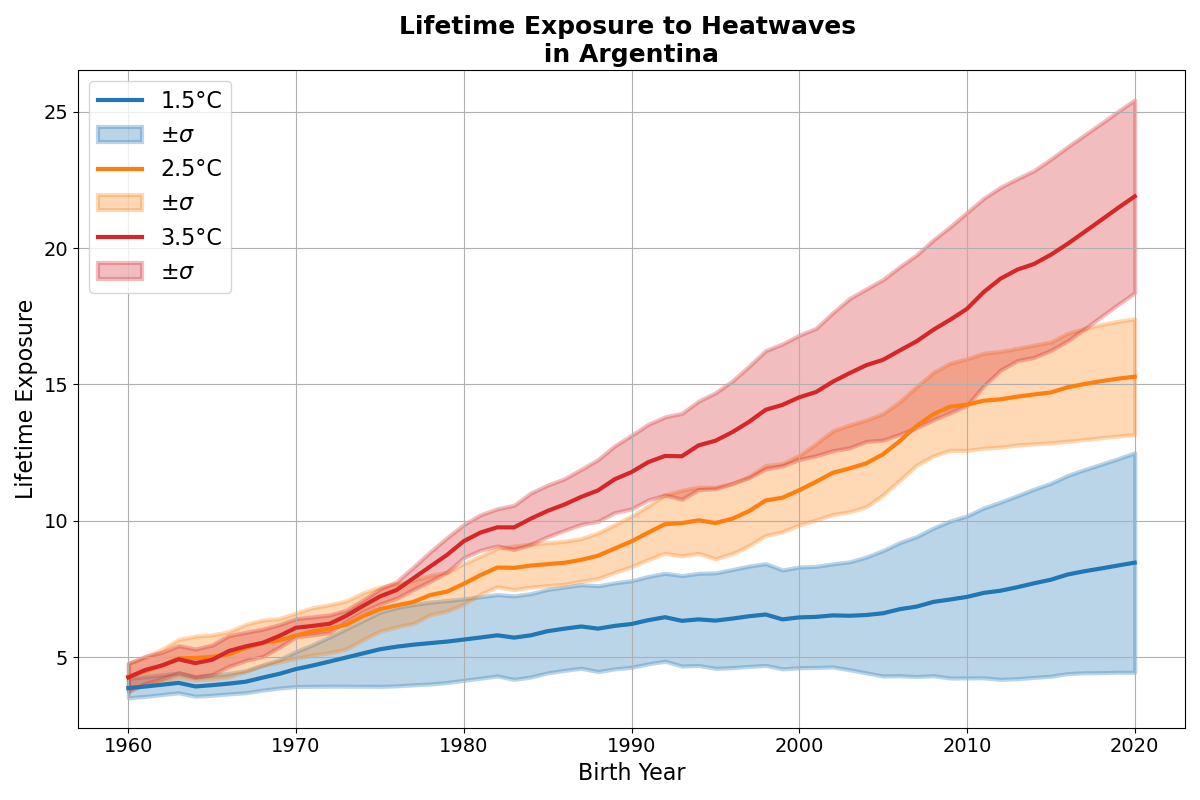 Lifetime Exposure to Heatwaves
in Argentina
1.5°C
±σ
2.5°C
±σ
3.5°C
±σ
Lifetime Exposure
25
20
15
10
5
1960 1970 1980 1990 2000 2010 2020
Birth Year